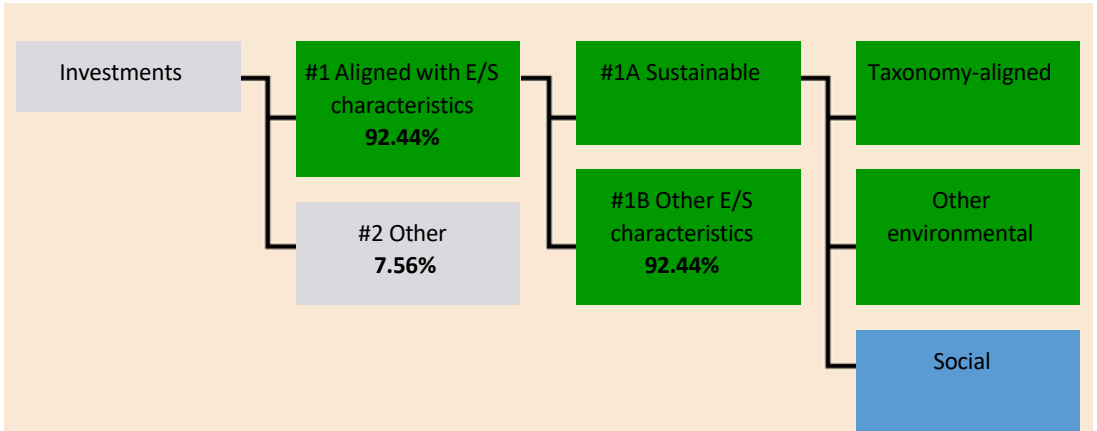 Investments
#1 Aligned with E/S
characteristics
92.44%
#2 Other
7.56%
#1A Sustainable
#1B Other E/S
characteristics
92.44%
Taxonomy-aligned
Other
environmental
Social